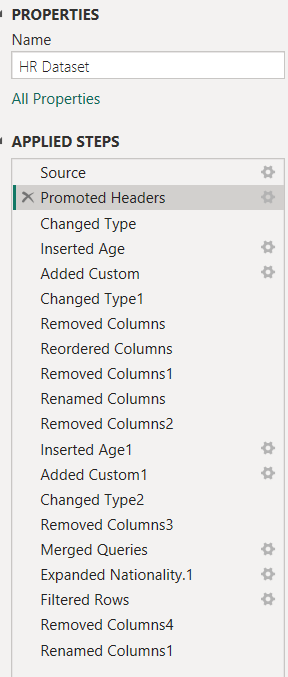 PROPERTIES
Name
HR Dataset
All Properties
APPLIED STEPS
Source
Promoted Headers
Changed Type
Inserted Age
Added Custom
Changed Type1
Removed Columns
Reordered Columns
Removed Columns1
Renamed Columns
Removed Columns2
Inserted Age1
Added Custom1
Changed Type2
Removed Columns3
Merged Queries
Expanded Nationality.1
Filtered Rows
Removed Columns4
Renamed Columns1